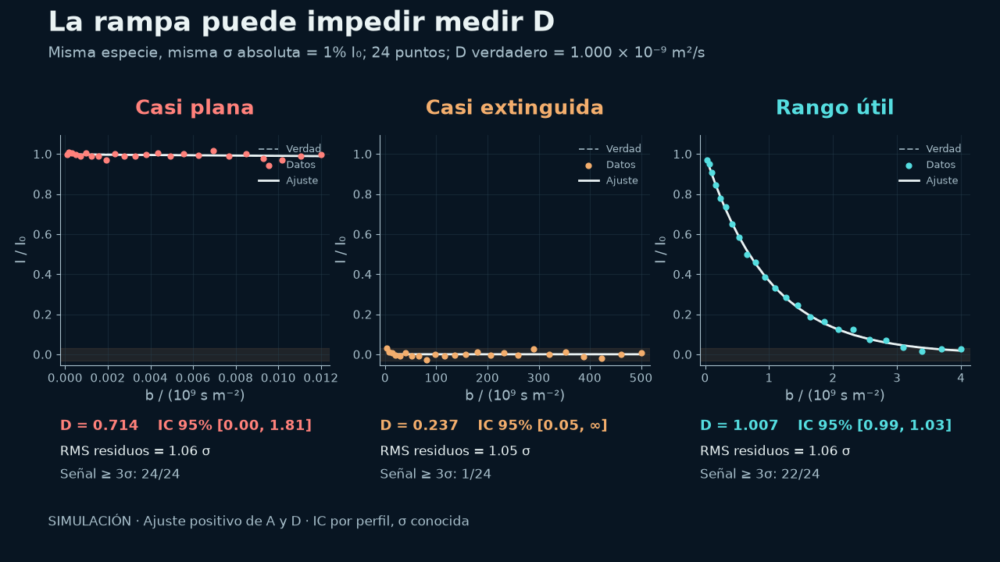 La rampa puede impedir medir D
Misma especie, misma σ absoluta = 1% I₀; 24 puntos; D verdadero = 1.000 × 10⁻⁹ m²/s
Casi plana
I / I₀
1.0
0.8
0.6
0.4
0.2
0.0
Verdad
Datos
Ajuste
0.000 0.002 0.004 0.006 0.008 0.010 0.012
b / (10⁹ s m⁻²)
D = 0.714 IC 95% [0.00, 1.81]
RMS residuos = 1.06 σ
Señal ≥ 3σ: 24/24
Casi extinguida
I / I₀
1.0
0.8
0.6
0.4
0.2
0.0
Verdad
Datos
Ajuste
0 100 200 300 400 500
b / (10⁹ s m⁻²)
D = 0.237 IC 95% [0.05, ∞]
RMS residuos = 1.05 σ
Señal ≥ 3σ: 1/24
Rango útil
I / I₀
1.0
0.8
0.6
0.4
0.2
0.0
Verdad
Datos
Ajuste
0 1 2 3 4
b / (10⁹ s m⁻²)
D = 1.007 IC 95% [0.99, 1.03]
RMS residuos = 1.06 σ
Señal ≥ 3σ: 22/24
SIMULACIÓN · Ajuste positivo de A y D · IC por perfil, σ conocida